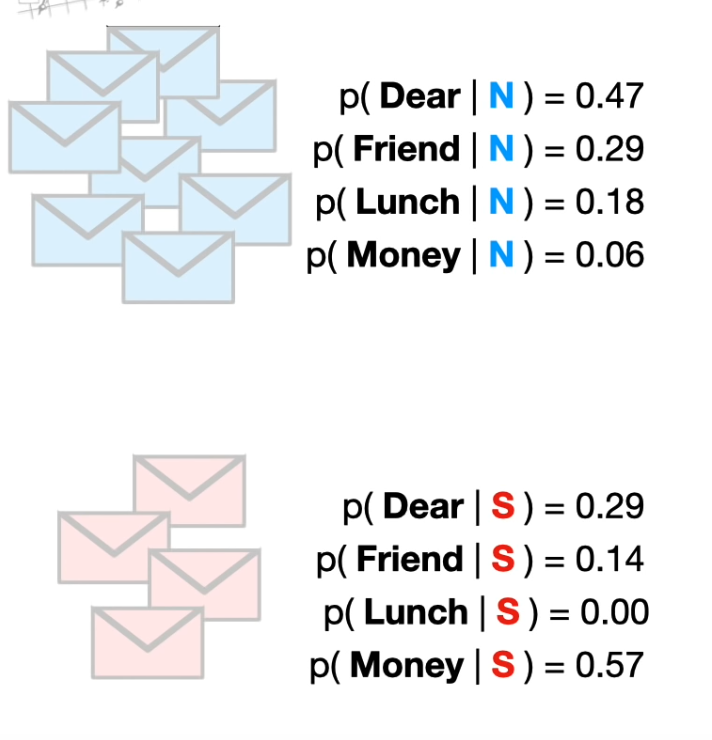 p( Dear | N ) = 0.47
p( Friend | N ) = 0.29
p( Lunch | N ) = 0.18
p( Money | N ) = 0.06
p( Dear | S ) = 0.29
p( Friend | S ) = 0.14
p( Lunch | S ) = 0.00
p( Money | S ) = 0.57